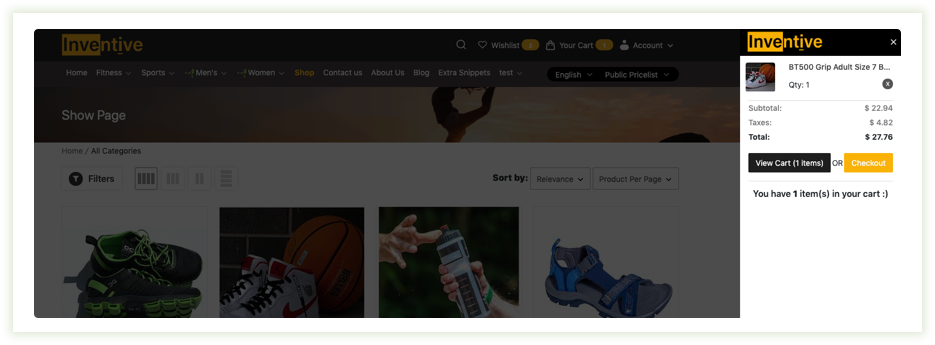 Inventive
Wishlist
Your Cart 1
Account
Inventive
×
Home Fitness Sports Men's Women Shop Contact us About Us Blog Extra Snippets test
English Public Pricelist
BT500 Grip Adult Size 7 B...
Qty: 1
X
Show Page
Subtotal: $ 22.94
Taxes: $ 4.82
Total: $ 27.76
Home / All Categories
View Cart (1 items) OR Checkout
Filters
Sort by: Relevance Product Per Page
You have 1 item(s) in your cart :)